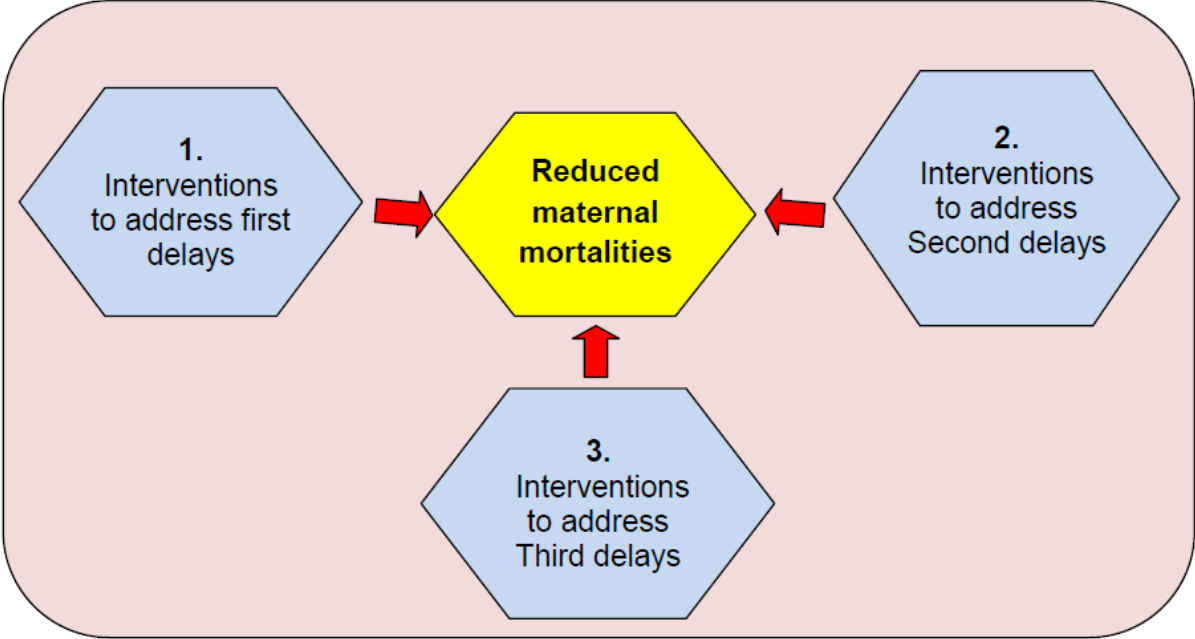 1.
Interventions
to address first
delays
Reduced
maternal
mortalities
2.
Interventions
to address
Second delays
3.
Interventions
to address
Third delays